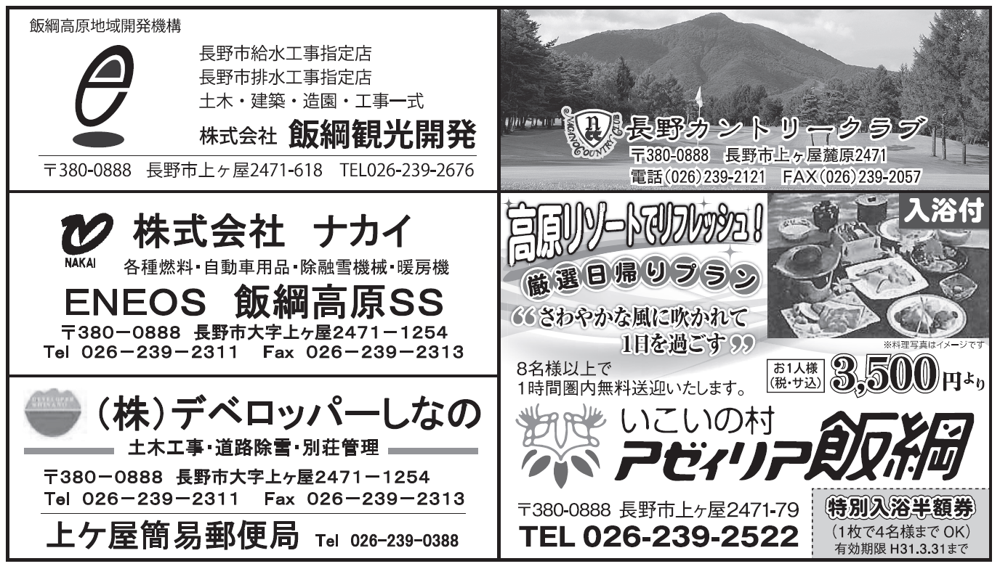 飯綱高原地域開発機構
長野市給水工事指定店
長野市排水工事指定店
土木・建築・造園・工事一式
株式会社 飯綱観光開発
〒380-0888 長野市上ヶ屋2471-618 TEL026-239-2676
NAGANO COUNTRY CLUB
長野カントリークラブ
〒380-0888 長野市上ヶ屋麓原2471
電話(026)239-2121 FAX(026)239-2057
株式会社 ナカイ
NAKAI
各種燃料・自動車用品・除融雪機械・暖房機
ENEOS 飯綱高原SS
〒380-0888 長野市大字上ヶ屋2471-1254
Tel 026-239-2311 Fax 026-239-2313
DEVELOPER
SHINANO
(株)デベロッパーしなの
土木工事・道路除雪・別荘管理
〒380-0888 長野市大字上ヶ屋2471-1254
Tel 026-239-2311 Fax 026-239-2313
上ケ屋簡易郵便局 Tel 026-239-0388
高原リゾートでリフレッシュ!
入浴付
厳選日帰りプラン
“さわやかな風に吹かれて
1日を過ごす”
※料理写真はイメージです
8名様以上で
1時間圏内無料送迎いたします。
お1人様
(税・サ込)
3,500円より
いこいの村
アゼィリア飯綱
〒380-0888 長野市上ヶ屋2471-79
TEL 026-239-2522
特別入浴半額券
(1枚で4名様まで OK)
有効期限 H31.3.31まで